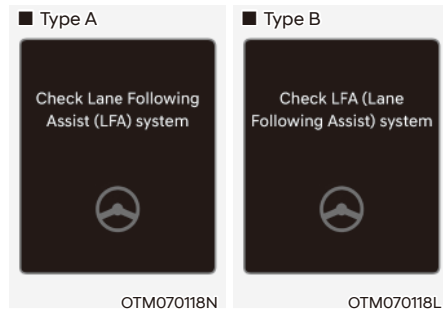 ■ Type A
Check Lane Following
Assist (LFA) system
OTM070118N
■ Type B
Check LFA (Lane
Following Assist) system
OTM070118L